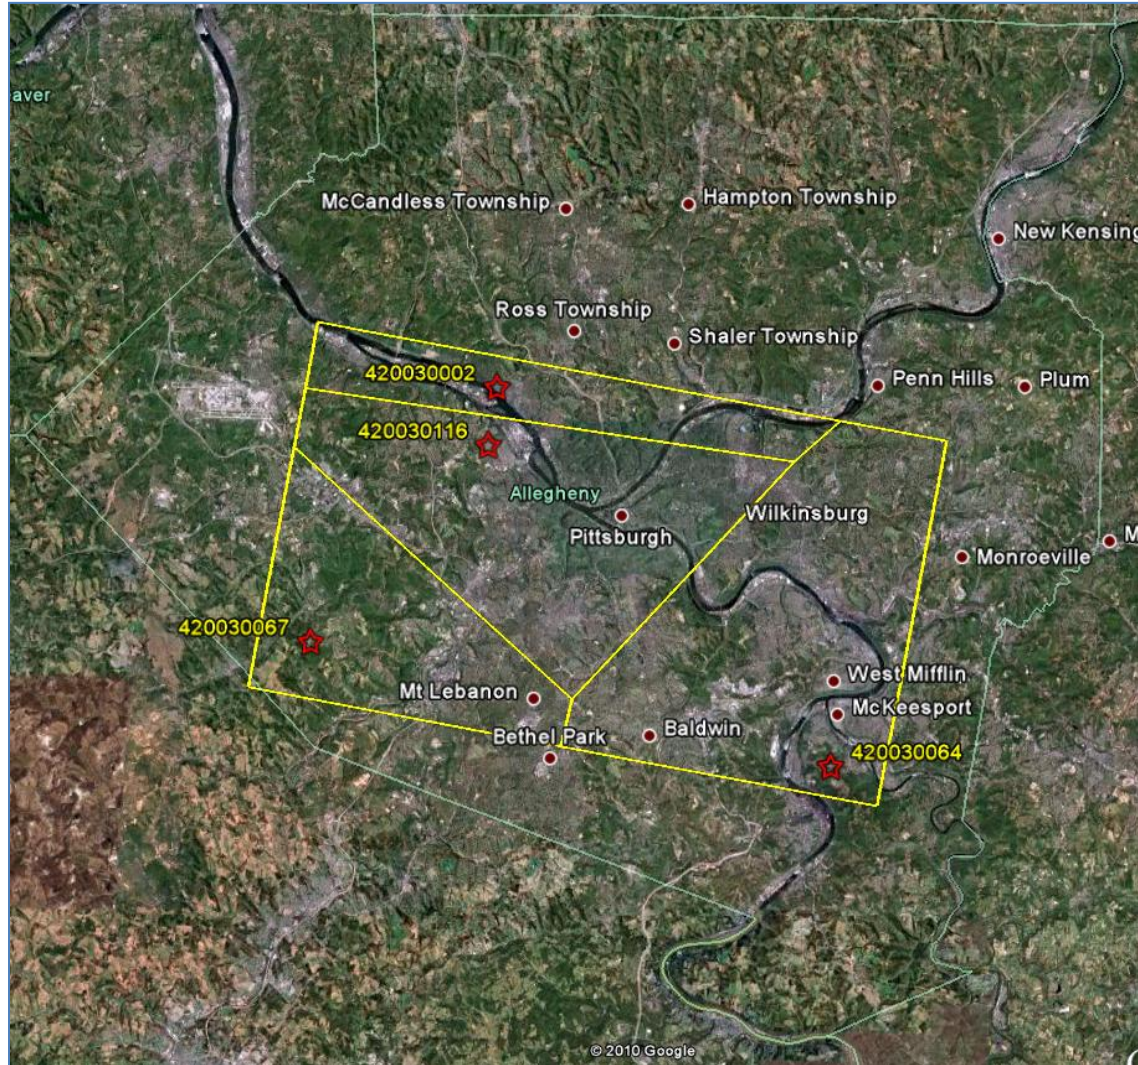 aver
McCandless Township
Hampton Township
New Kensing
Ross Township
Shaler Township
420030002
Penn Hills
Plum
420030116
Allegheny
Wilkinsburg
Pittsburgh
M
Monroeville
420030067
West Mifflin
Mt Lebanon
McKeesport
Baldwin
Bethel Park
420030064
© 2010 Google